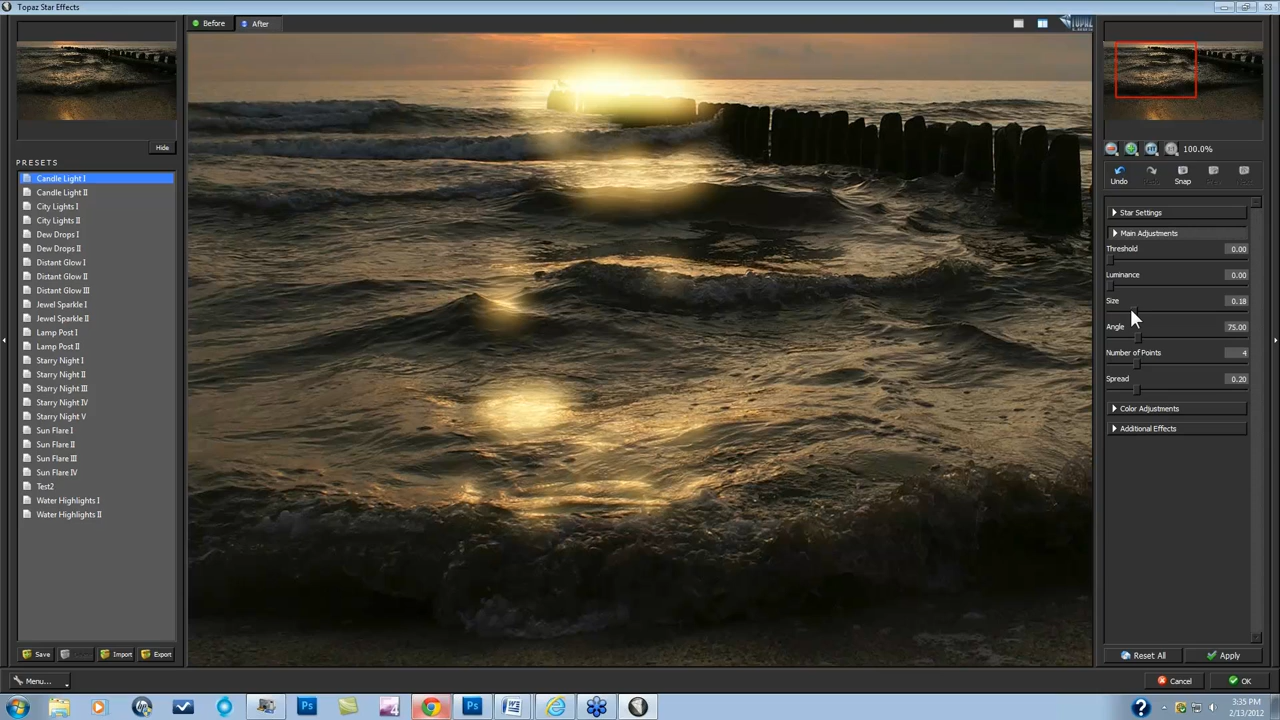 Topaz Star Effects
Before
After
TOPAZ
Hide
PRESETS
Candle Light I
Candle Light II
City Lights I
City Lights II
Dew Drops I
Dew Drops II
Distant Glow I
Distant Glow II
Distant Glow III
Jewel Sparkle I
Jewel Sparkle II
Lamp Post I
Lamp Post II
Starry Night I
Starry Night II
Starry Night III
Starry Night IV
Starry Night V
Sun Flare I
Sun Flare II
Sun Flare III
Sun Flare IV
Test2
Water Highlights I
Water Highlights II
Save
Import
Export
Menu...
100.0%
Undo
Snap
Star Settings
Main Adjustments
Threshold 0.00
Luminance 0.00
Size 0.18
Angle 75.00
Number of Points 4
Spread 0.20
Color Adjustments
Additional Effects
Reset All
Apply
Cancel
OK
3:35 PM
2/13/2012